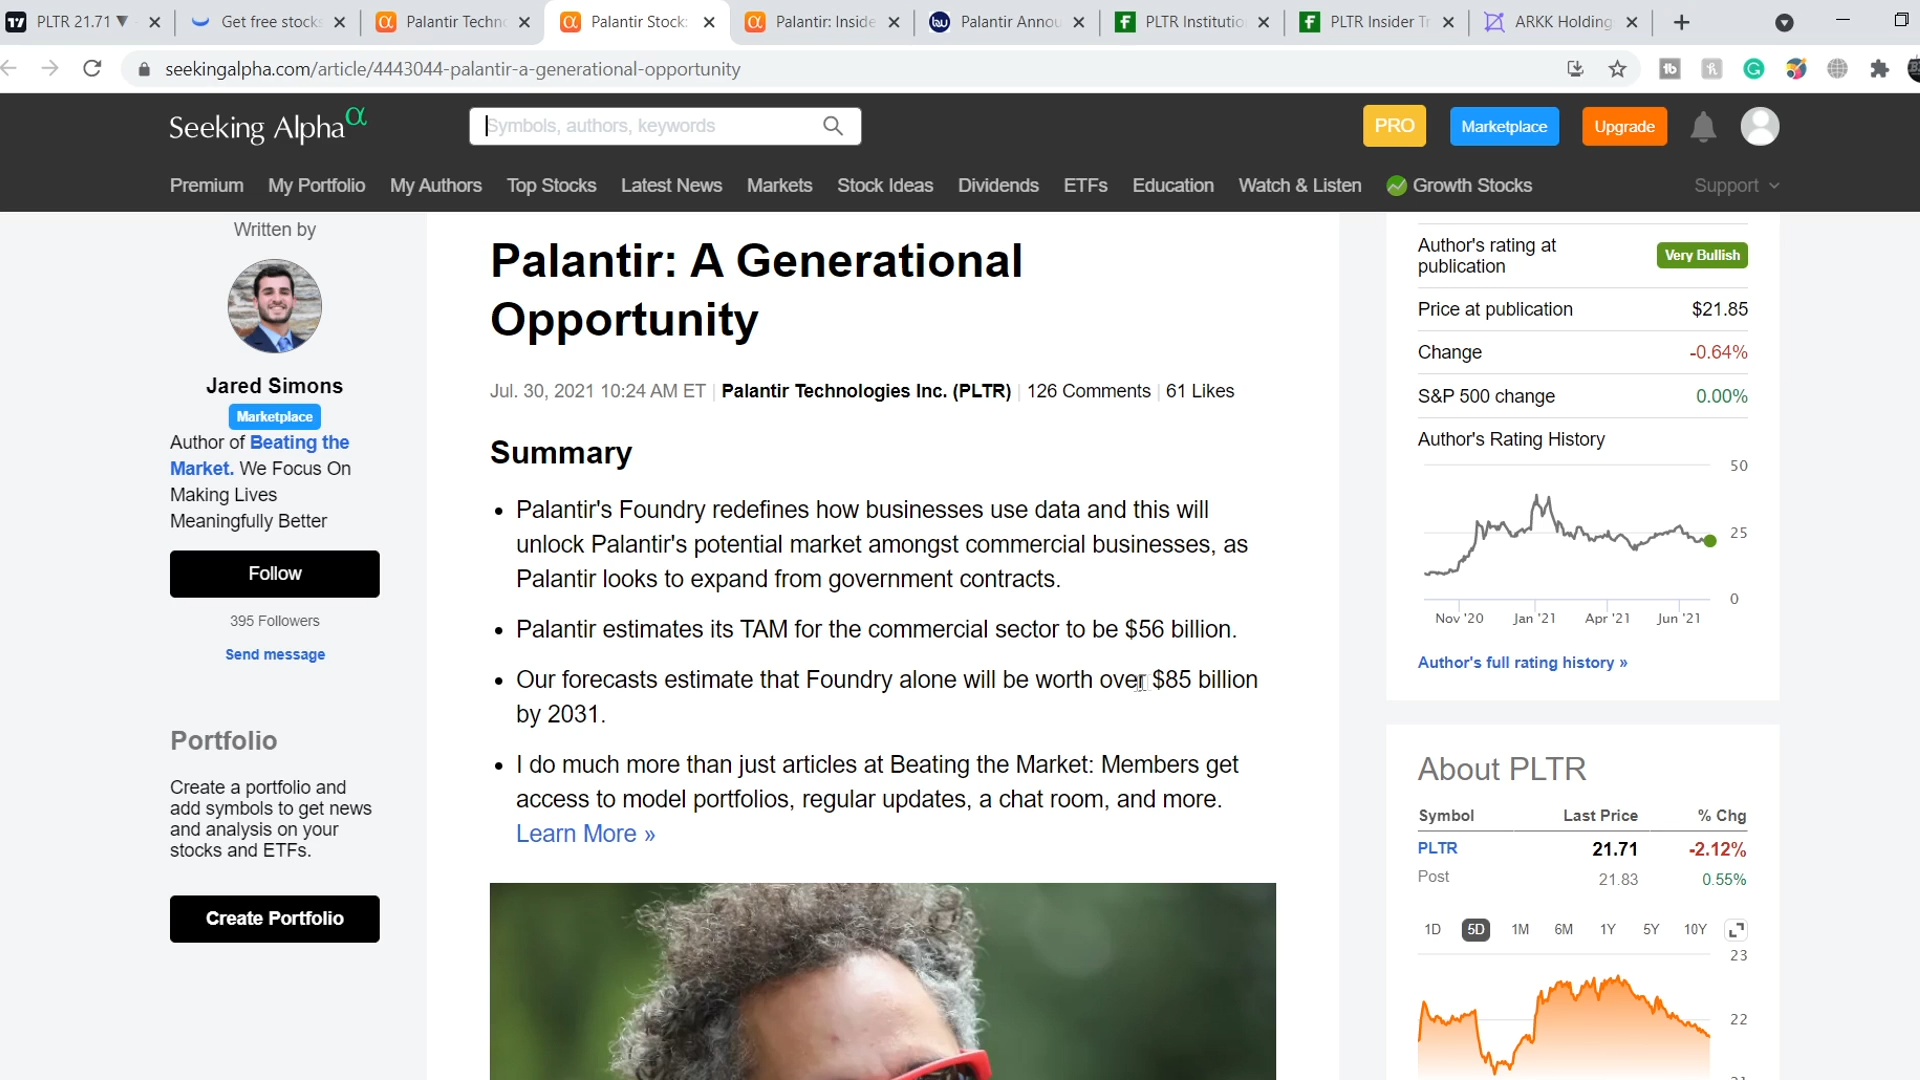 PLTR 21.71 ▼
Get free stocks
Palantir Techn
Palantir Stock:
Palantir: Inside
Palantir Annou
PLTR Institutio
PLTR Insider Tr
ARKK Holding
seekingalpha.com/article/4443044-palantir-a-generational-opportunity
Seeking Alpha α
Symbols, authors, keywords
PRO
Marketplace
Upgrade
Premium My Portfolio My Authors Top Stocks Latest News Markets Stock Ideas Dividends ETFs Education Watch & Listen Growth Stocks Support
Written by
Jared Simons
Marketplace
Author of Beating the
Market. We Focus On
Making Lives
Meaningfully Better
Follow
395 Followers
Send message
Portfolio
Create a portfolio and
add symbols to get news
and analysis on your
stocks and ETFs.
Create Portfolio
Palantir: A Generational
Opportunity
Jul. 30, 2021 10:24 AM ET | Palantir Technologies Inc. (PLTR) | 126 Comments | 61 Likes
Summary
• Palantir's Foundry redefines how businesses use data and this will
unlock Palantir's potential market amongst commercial businesses, as
Palantir looks to expand from government contracts.
• Palantir estimates its TAM for the commercial sector to be $56 billion.
• Our forecasts estimate that Foundry alone will be worth over $85 billion
by 2031.
• I do much more than just articles at Beating the Market: Members get
access to model portfolios, regular updates, a chat room, and more.
Learn More »
Author's rating at
publication
Very Bullish
Price at publication $21.85
Change -0.64%
S&P 500 change 0.00%
Author's Rating History
50
25
0
Nov '20 Jan '21 Apr '21 Jun '21
Author's full rating history »
About PLTR
Symbol Last Price % Chg
PLTR 21.71 -2.12%
Post 21.83 0.55%
1D 5D 1M 6M 1Y 5Y 10Y
23
22